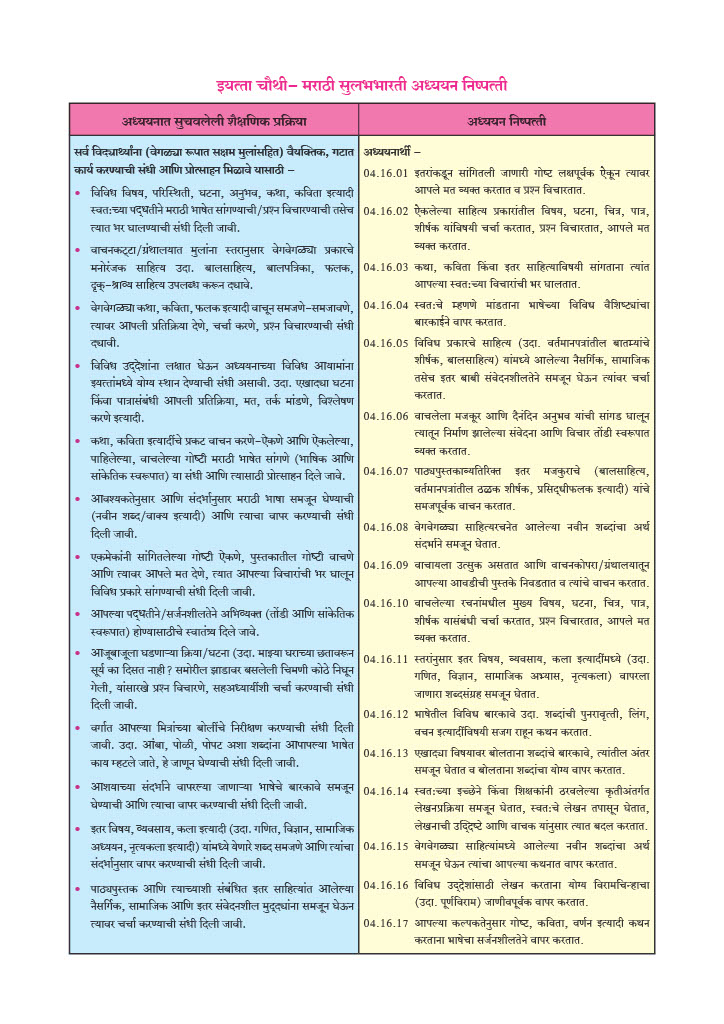 इयत्ता चौथी– मराठी सुलभभारती अध्ययन निष्पत्ती
अध्ययनात सुचवलेली शैक्षणिक प्रक्रिया
सर्व विद्यार्थ्यांना (वेगळ्या रूपात सक्षम मुलांसहित) वैयक्तिक, गटात
कार्य करण्याची संधी आणि प्रोत्साहन मिळावे यासाठी –
• विविध विषय, परिस्थिती, घटना, अनुभव, कथा, कविता इत्यादी
स्वतःच्या पद्धतीने मराठी भाषेत सांगण्याची/प्रश्न विचारण्याची तसेच
त्यात भर घालण्याची संधी दिली जावी.
• वाचनकट्टा/ग्रंथालयात मुलांना स्तरानुसार वेगवेगळ्या प्रकारचे
मनोरंजक साहित्य उदा. बालसाहित्य, बालपत्रिका, फलक,
दृक्-श्राव्य साहित्य उपलब्ध करून द्यावे.
• वेगवेगळ्या कथा, कविता, फलक इत्यादी वाचून समजणे-समजावणे,
त्यावर आपली प्रतिक्रिया देणे, चर्चा करणे, प्रश्न विचारण्याची संधी
द्यावी.
• विविध उद्देशांना लक्षात घेऊन अध्ययनाच्या विविध आयामांना
इयत्तांमध्ये योग्य स्थान देण्याची संधी असावी. उदा. एखाद्या घटना
किंवा पात्रासंबंधी आपली प्रतिक्रिया, मत, तर्क मांडणे, विश्लेषण
करणे इत्यादी.
• कथा, कविता इत्यादींचे प्रकट वाचन करणे-ऐकणे आणि ऐकलेल्या,
पाहिलेल्या, वाचलेल्या गोष्टी मराठी भाषेत सांगणे (भाषिक आणि
सांकेतिक स्वरूपात) या संधी आणि त्यासाठी प्रोत्साहन दिले जावे.
• आवश्यकतेनुसार आणि संदर्भानुसार मराठी भाषा समजून घेण्याची
(नवीन शब्द/वाक्य इत्यादी) आणि त्याचा वापर करण्याची संधी
दिली जावी.
• एकमेकांनी सांगितलेल्या गोष्टी ऐकणे, पुस्तकातील गोष्टी वाचणे
आणि त्यावर आपले मत देणे, त्यात आपल्या विचारांची भर घालून
विविध प्रकारे सांगण्याची संधी दिली जावी.
• आपल्या पद्धतीने/सर्जनशीलतेने अभिव्यक्त (तोंडी आणि सांकेतिक
स्वरूपात) होण्यासाठीचे स्वातंत्र्य दिले जावे.
• आजूबाजूला घडणाऱ्या क्रिया/घटना (उदा. माझ्या घराच्या छतावरून
सूर्य का दिसत नाही? समोरील झाडावर बसलेली चिमणी कोठे निघून
गेली, यांसारखे प्रश्न विचारणे, सहअध्यायींशी चर्चा करण्याची संधी
दिली जावी.
• वर्गात आपल्या मित्रांच्या बोलींचे निरीक्षण करण्याची संधी दिली
जावी. उदा. आंबा, पोळी, पोपट अशा शब्दांना आपापल्या भाषेत
काय म्हटले जाते, हे जाणून घेण्याची संधी दिली जावी.
• आशयाच्या संदर्भाने वापरल्या जाणाऱ्या भाषेचे बारकावे समजून
घेण्याची आणि त्याचा वापर करण्याची संधी दिली जावी.
• इतर विषय, व्यवसाय, कला इत्यादी (उदा. गणित, विज्ञान, सामाजिक
अध्ययन, नृत्यकला इत्यादी) यांमध्ये येणारे शब्द समजणे आणि त्यांचा
संदर्भानुसार वापर करण्याची संधी दिली जावी.
• पाठ्यपुस्तक आणि त्याच्याशी संबंधित इतर साहित्यांत आलेल्या
नैसर्गिक, सामाजिक आणि इतर संवेदनशील मुद्द्यांना समजून घेऊन
त्यावर चर्चा करण्याची संधी दिली जावी.
अध्ययन निष्पत्ती
अध्ययनार्थी –
04.16.01 इतरांकडून सांगितली जाणारी गोष्ट लक्षपूर्वक ऐकून त्यावर
आपले मत व्यक्त करतात व प्रश्न विचारतात.
04.16.02 ऐकलेल्या साहित्य प्रकारांतील विषय, घटना, चित्र, पात्र,
शीर्षक यांविषयी चर्चा करतात, प्रश्न विचारतात, आपले मत
व्यक्त करतात.
04.16.03 कथा, कविता किंवा इतर साहित्याविषयी सांगताना त्यांत
आपल्या स्वतःच्या विचारांची भर घालतात.
04.16.04 स्वतःचे म्हणणे मांडताना भाषेच्या विविध वैशिष्ट्यांचा
बारकाईने वापर करतात.
04.16.05 विविध प्रकारचे साहित्य (उदा. वर्तमानपत्रांतील बातम्यांचे
शीर्षक, बालसाहित्य) यांमध्ये आलेल्या नैसर्गिक, सामाजिक
तसेच इतर बाबी संवेदनशीलतेने समजून घेऊन त्यांवर चर्चा
करतात.
04.16.06 वाचलेला मजकूर आणि दैनंदिन अनुभव यांची सांगड घालून
त्यातून निर्माण झालेल्या संवेदना आणि विचार तोंडी स्वरूपात
व्यक्त करतात.
04.16.07 पाठ्यपुस्तकाव्यतिरिक्त इतर मजकुराचे (बालसाहित्य,
वर्तमानपत्रांतील ठळक शीर्षक, प्रसिद्धीफलक इत्यादी) यांचे
समजपूर्वक वाचन करतात.
04.16.08 वेगवेगळ्या साहित्यरचनेत आलेल्या नवीन शब्दांचा अर्थ
संदर्भाने समजून घेतात.
04.16.09 वाचायला उत्सुक असतात आणि वाचनकोपरा/ग्रंथालयातून
आपल्या आवडीची पुस्तके निवडतात व त्यांचे वाचन करतात.
04.16.10 वाचलेल्या रचनांमधील मुख्य विषय, घटना, चित्र, पात्र,
शीर्षक यासंबंधी चर्चा करतात, प्रश्न विचारतात, आपले मत
व्यक्त करतात.
04.16.11 स्तरांनुसार इतर विषय, व्यवसाय, कला इत्यादींमध्ये (उदा.
गणित, विज्ञान, सामाजिक अभ्यास, नृत्यकला) वापरला
जाणारा शब्दसंग्रह समजून घेतात.
04.16.12 भाषेतील विविध बारकावे उदा. शब्दांची पुनरावृत्ती, लिंग,
वचन इत्यादींविषयी सजग राहून कथन करतात.
04.16.13 एखाद्या विषयावर बोलताना शब्दांचे बारकावे, त्यांतील अंतर
समजून घेतात व बोलताना शब्दांचा योग्य वापर करतात.
04.16.14 स्वतःच्या इच्छेने किंवा शिक्षकांनी ठरवलेल्या कृतीअंतर्गत
लेखनप्रक्रिया समजून घेतात, स्वतःचे लेखन तपासून घेतात,
लेखनाची उद्दिष्टे आणि वाचक यांनुसार त्यात बदल करतात.
04.16.15 वेगवेगळ्या साहित्यांमध्ये आलेल्या नवीन शब्दांचा अर्थ
समजून घेऊन त्यांचा आपल्या कथनात वापर करतात.
04.16.16 विविध उद्देशांसाठी लेखन करताना योग्य विरामचिन्हाचा
(उदा. पूर्णविराम) जाणीवपूर्वक वापर करतात.
04.16.17 आपल्या कल्पकतेनुसार गोष्ट, कविता, वर्णन इत्यादी कथन
करताना भाषेचा सर्जनशीलतेने वापर करतात.